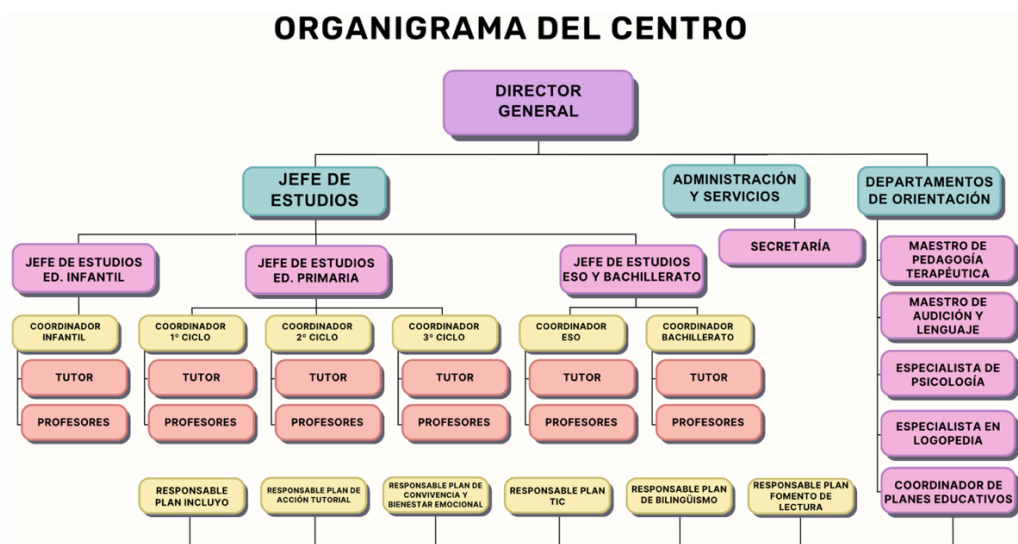 ORGANIGRAMA DEL CENTRO
DIRECTOR
GENERAL
JEFE DE
ESTUDIOS
ADMINISTRACIÓN
Y SERVICIOS
DEPARTAMENTOS
DE ORIENTACIÓN
SECRETARÍA
JEFE DE ESTUDIOS
ED. INFANTIL
JEFE DE ESTUDIOS
ED. PRIMARIA
JEFE DE ESTUDIOS
ESO Y BACHILLERATO
MAESTRO DE
PEDAGOGÍA
TERAPÉUTICA
MAESTRO DE
AUDICIÓN Y
LENGUAJE
ESPECIALISTA DE
PSICOLOGÍA
ESPECIALISTA EN
LOGOPEDIA
COORDINADOR DE
PLANES EDUCATIVOS
COORDINADOR
INFANTIL
COORDINADOR
1º CICLO
COORDINADOR
2º CICLO
COORDINADOR
3º CICLO
COORDINADOR
ESO
COORDINADOR
BACHILLERATO
TUTOR
TUTOR
TUTOR
TUTOR
TUTOR
TUTOR
PROFESORES
PROFESORES
PROFESORES
PROFESORES
PROFESORES
PROFESORES
RESPONSABLE
PLAN INCLUYO
RESPONSABLE PLAN DE
ACCIÓN TUTORIAL
RESPONSABLE PLAN DE
CONVIVENCIA Y
BIENESTAR EMOCIONAL
RESPONSABLE PLAN
TIC
RESPONSABLE PLAN
DE BILINGÜISMO
RESPONSABLE PLAN
FOMENTO DE
LECTURA